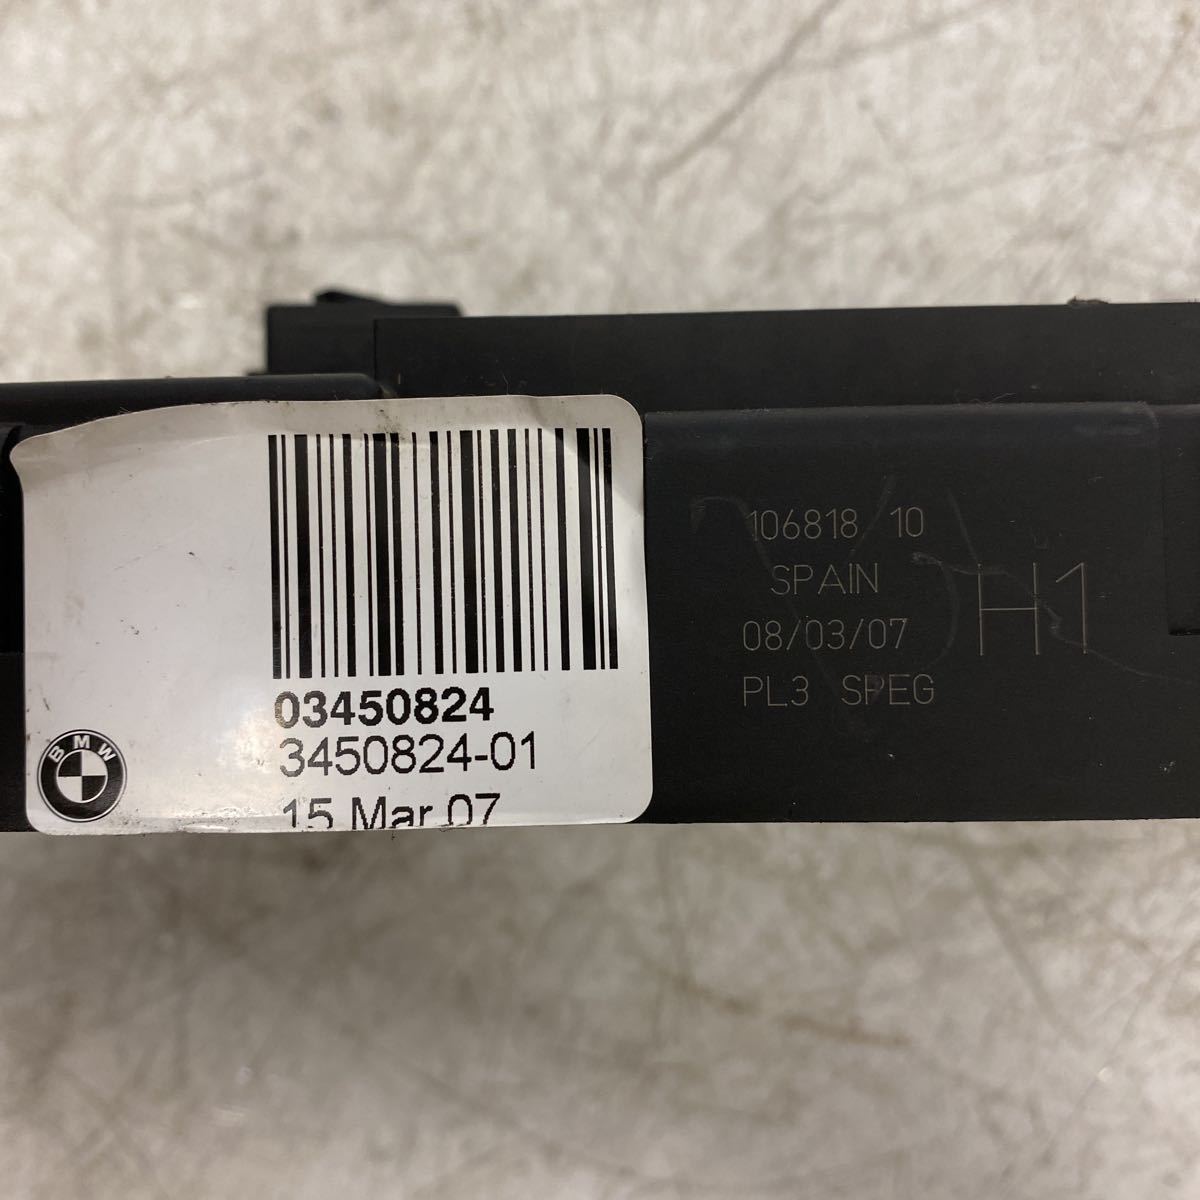 03450824
3450824-01
15 Mar 07
BMW
106818 10
SPAIN
08/03/07
H1
PL3 SPEG